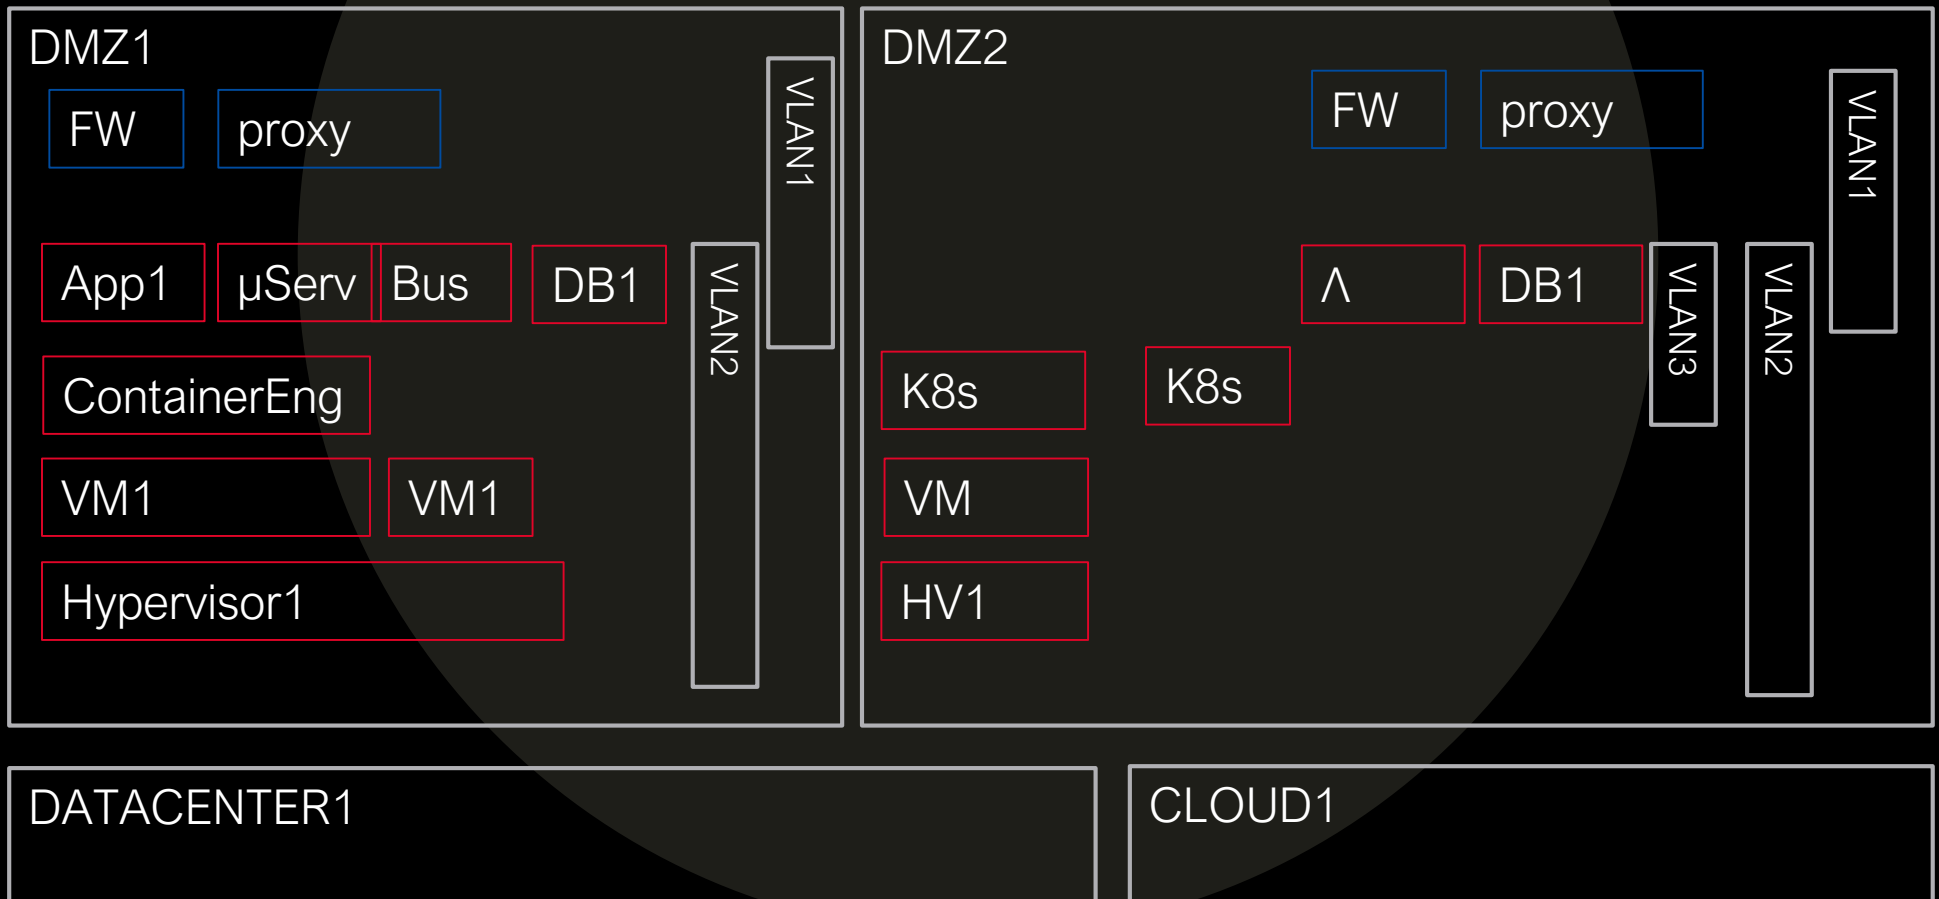 DMZ1
FW
proxy
VLAN1
App1
µServ
Bus
DB1
VLAN2
ContainerEng
VM1
VM1
Hypervisor1
DMZ2
FW
proxy
VLAN1
Λ
DB1
VLAN3
VLAN2
K8s
K8s
VM
HV1
DATACENTER1
CLOUD1